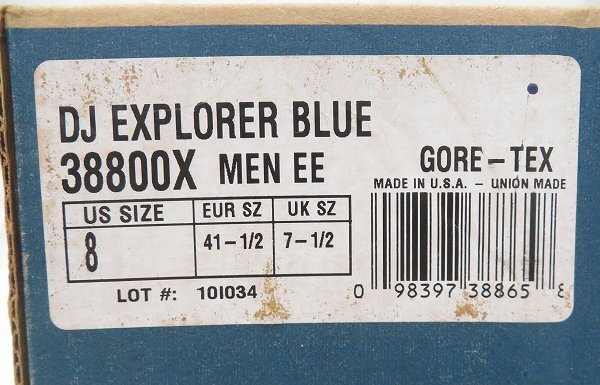 DJ EXPLORER BLUE
38800X MEN EE
GORE-TEX
MADE IN U.S.A. - UNION MADE
US SIZE EUR SZ UK SZ
8 41-1/2 7-1/2
LOT #: 101034
0 98397 38865 8